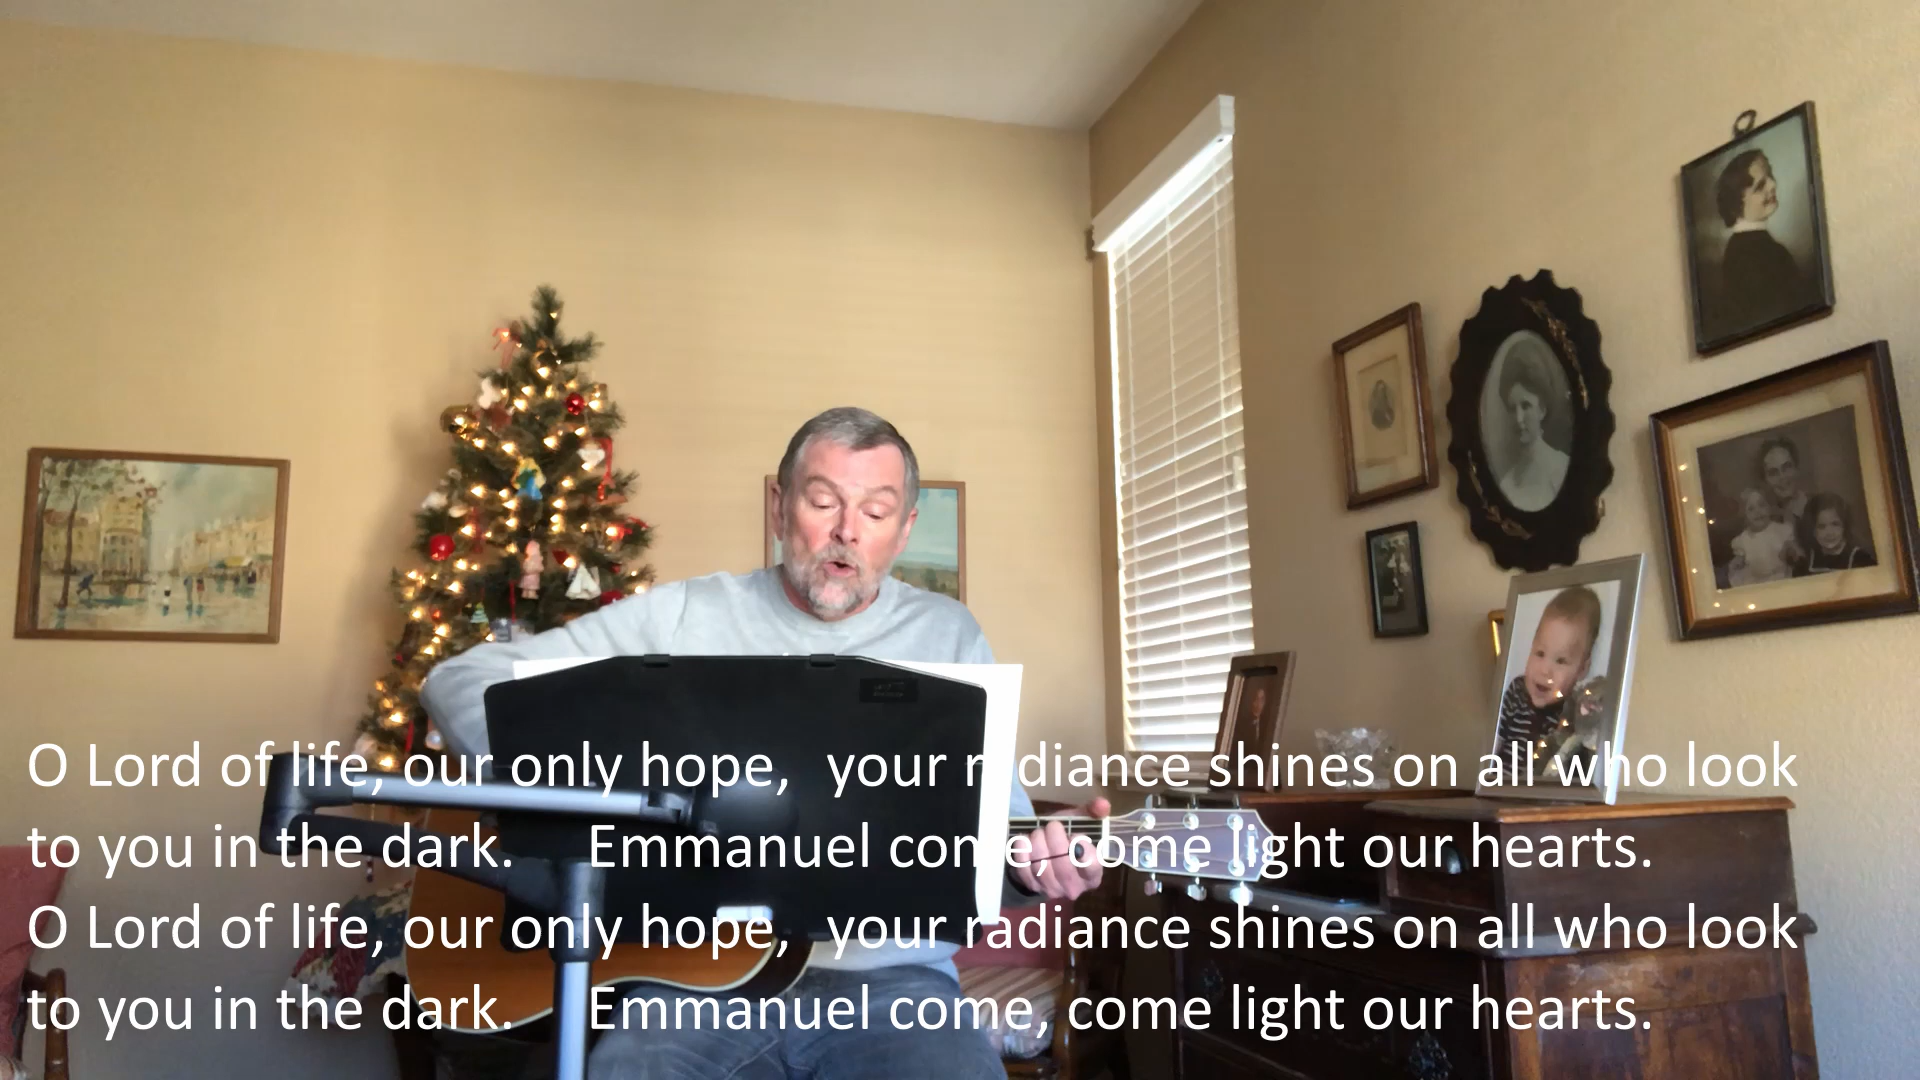 O Lord of life, our only hope,  your radiance shines on all who look
to you in the dark.    Emmanuel come, come light our hearts.
O Lord of life, our only hope,  your radiance shines on all who look
to you in the dark.    Emmanuel come, come light our hearts.